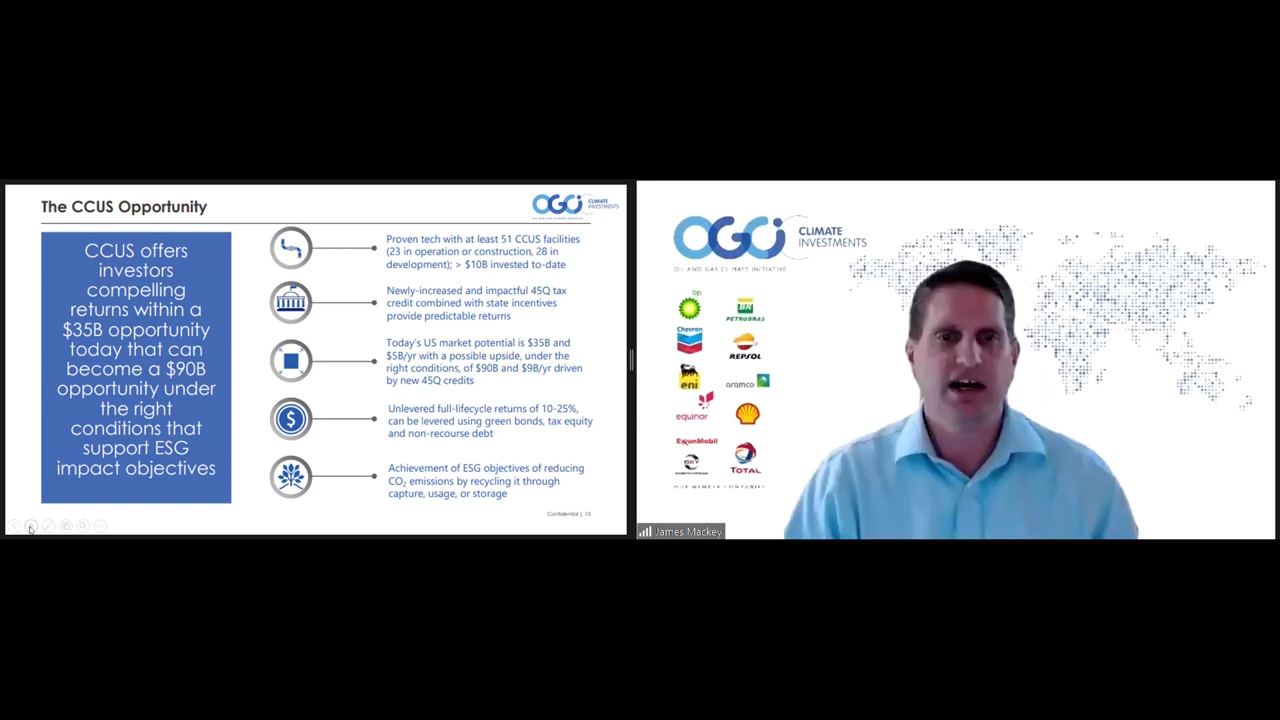 The CCUS Opportunity
OGCI
CLIMATE
INVESTMENTS
CCUS offers
investors
compelling
returns within a
$35B opportunity
today that can
become a $90B
opportunity under
the right
conditions that
support ESG
impact objectives
Proven tech with at least 51 CCUS facilities
(23 in operation or construction, 28 in
development); > $10B invested to-date
Newly-increased and impactful 45Q tax
credit combined with state incentives
provide predictable returns
Today's US market potential is $35B and
$5B/yr with a possible upside, under the
right conditions, of $90B and $9B/yr driven
by new 45Q credits
Unlevered full-lifecycle returns of 10-25%,
can be levered using green bonds, tax equity
and non-recourse debt
Achievement of ESG objectives of reducing
CO2 emissions by recycling it through
capture, usage, or storage
Confidential | 15
OGCI
CLIMATE
INVESTMENTS
OIL AND GAS CLIMATE INITIATIVE
bp
BR
PETROBRAS
Chevron
REPSOL
eni
aramco
equinor
ExxonMobil
OXY
TOTAL
OUR MEMBER COMPANIES
James Mackey